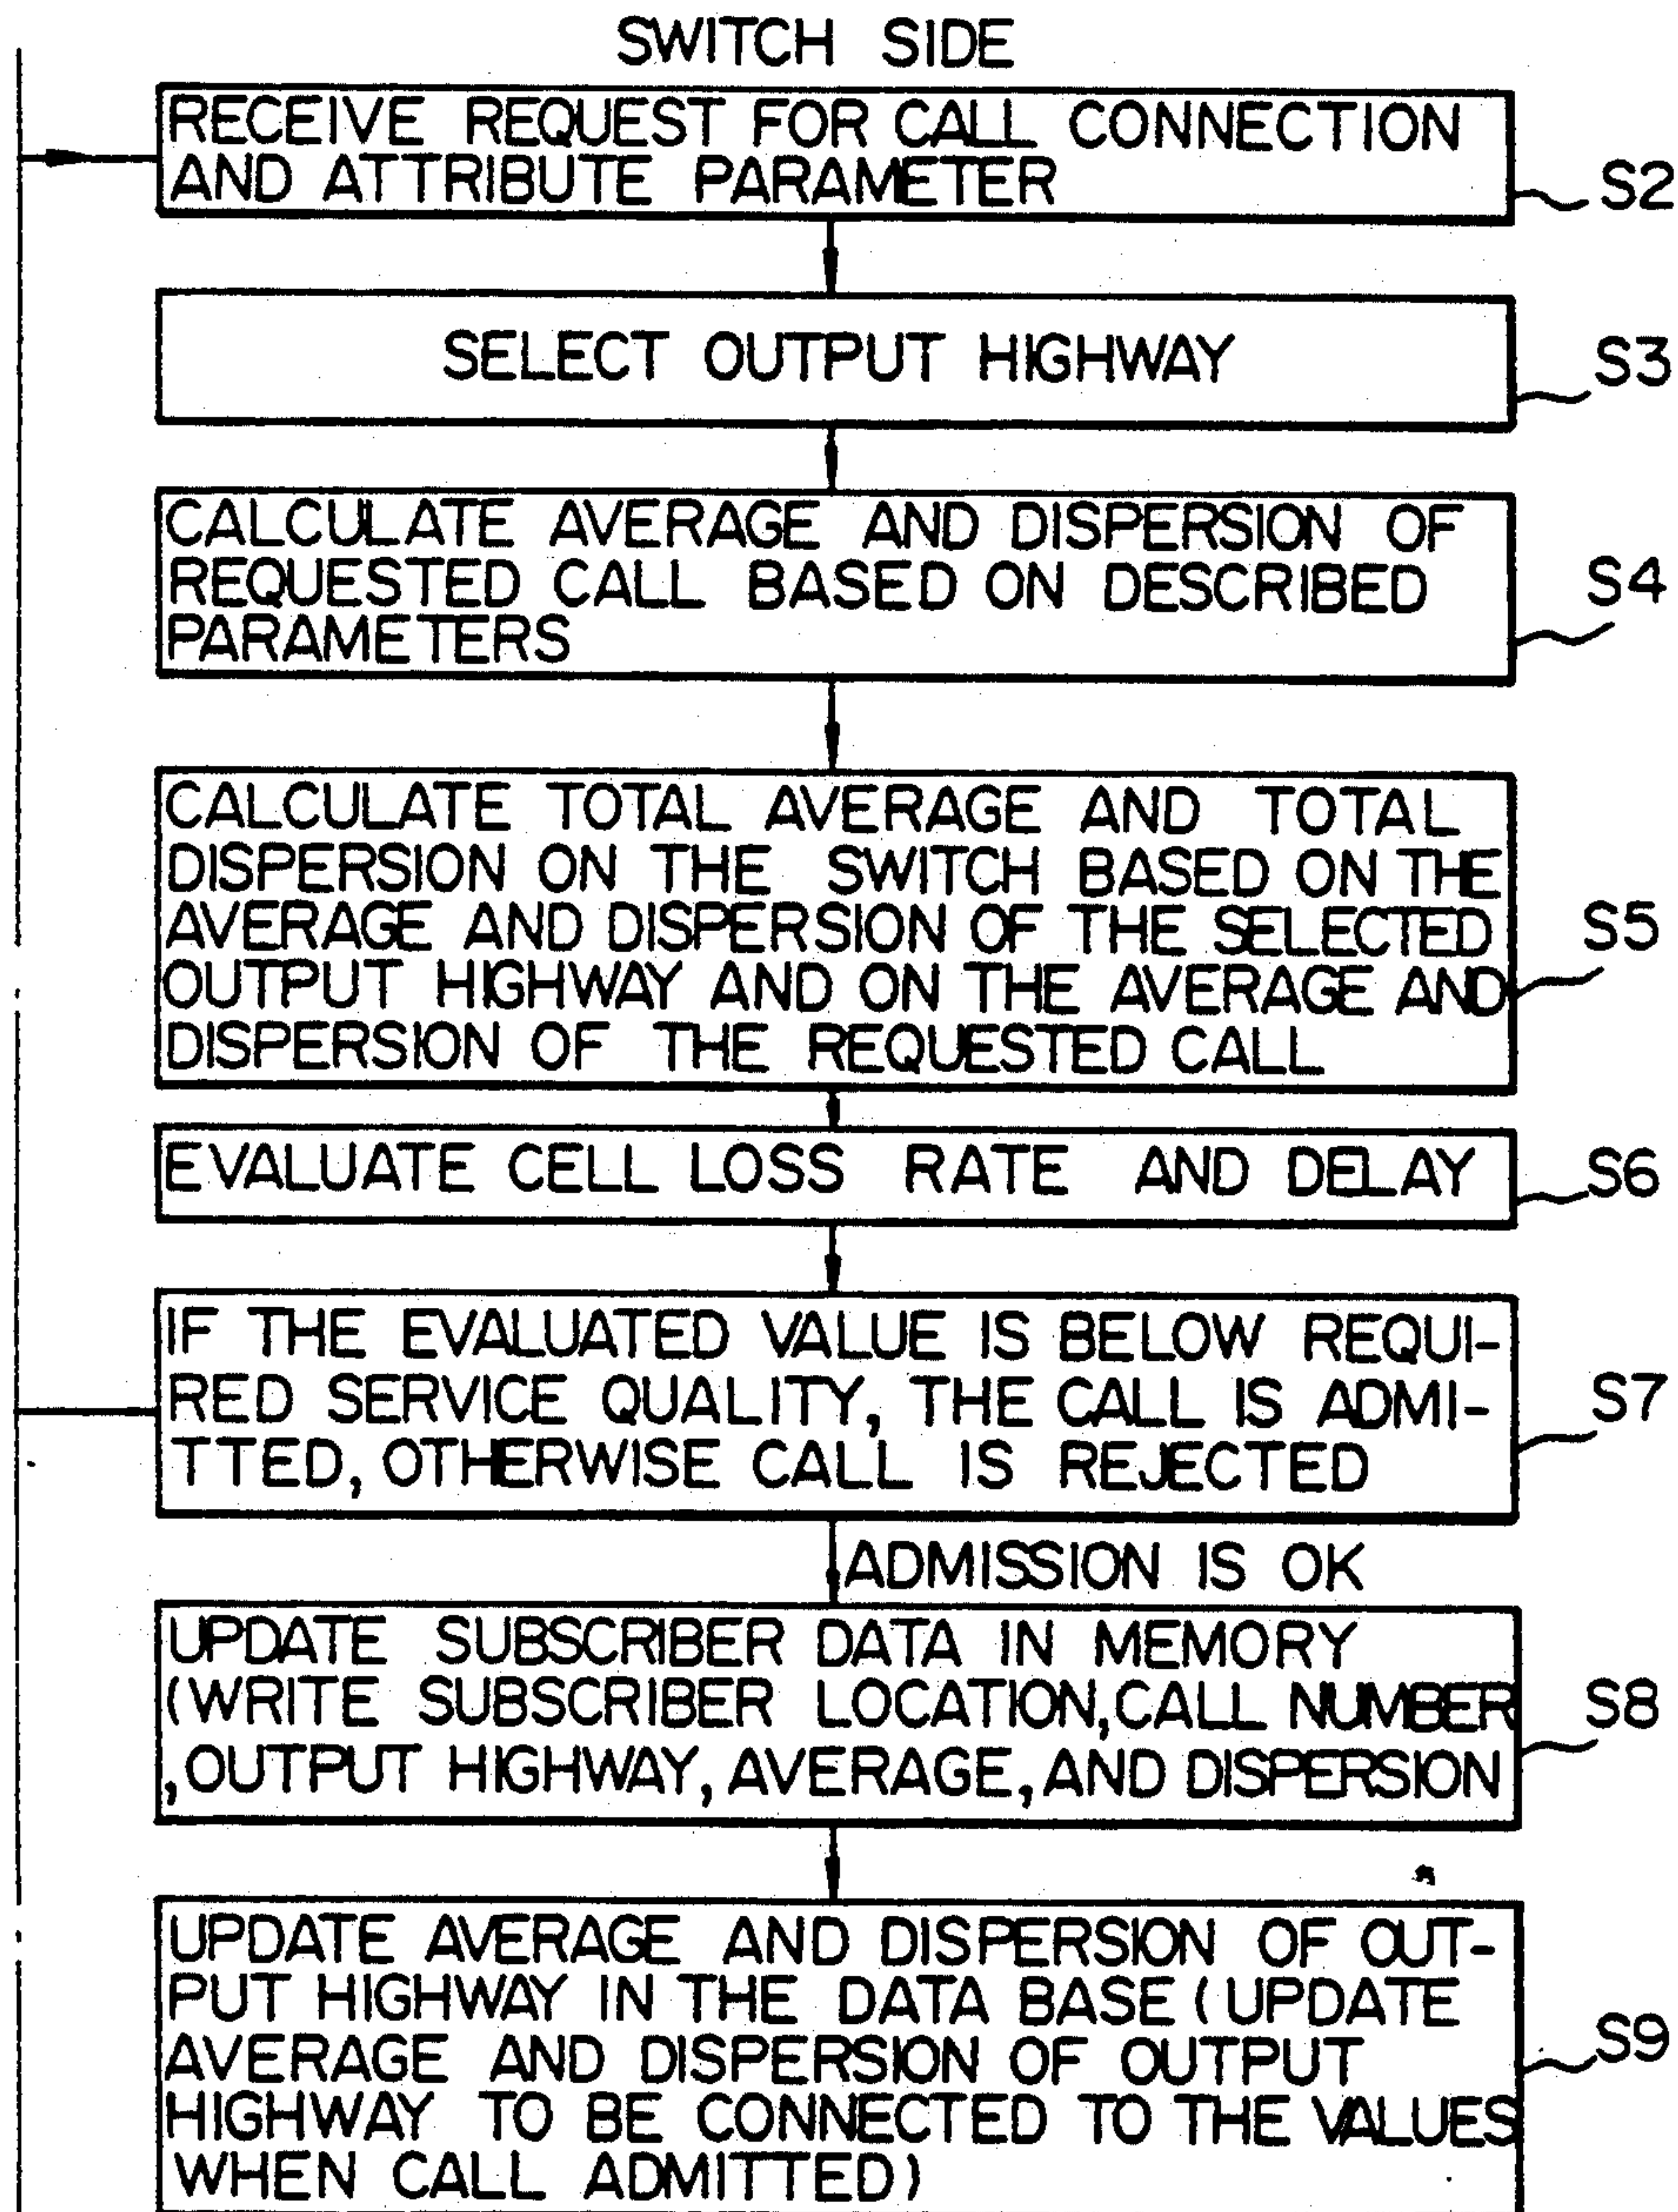 SWITCH SIDE
RECEIVE REQUEST FOR CALL CONNECTION
AND ATTRIBUTE PARAMETER
S2
SELECT OUTPUT HIGHWAY
S3
CALCULATE AVERAGE AND DISPERSION OF
REQUESTED CALL BASED ON DESCRIBED
PARAMETERS
S4
CALCULATE TOTAL AVERAGE AND TOTAL
DISPERSION ON THE SWITCH BASED ON THE
AVERAGE AND DISPERSION OF THE SELECTED
OUTPUT HIGHWAY AND ON THE AVERAGE AND
DISPERSION OF THE REQUESTED CALL
S5
EVALUATE CELL LOSS RATE AND DELAY
S6
IF THE EVALUATED VALUE IS BELOW REQUI-
RED SERVICE QUALITY, THE CALL IS ADMI-
TTED, OTHERWISE CALL IS REJECTED
S7
ADMISSION IS OK
UPDATE SUBSCRIBER DATA IN MEMORY
(WRITE SUBSCRIBER LOCATION, CALL NUMBER
, OUTPUT HIGHWAY, AVERAGE, AND DISPERSION
S8
UPDATE AVERAGE AND DISPERSION OF OUT-
PUT HIGHWAY IN THE DATA BASE (UPDATE
AVERAGE AND DISPERSION OF OUTPUT
HIGHWAY TO BE CONNECTED TO THE VALUES
WHEN CALL ADMITTED)
S9